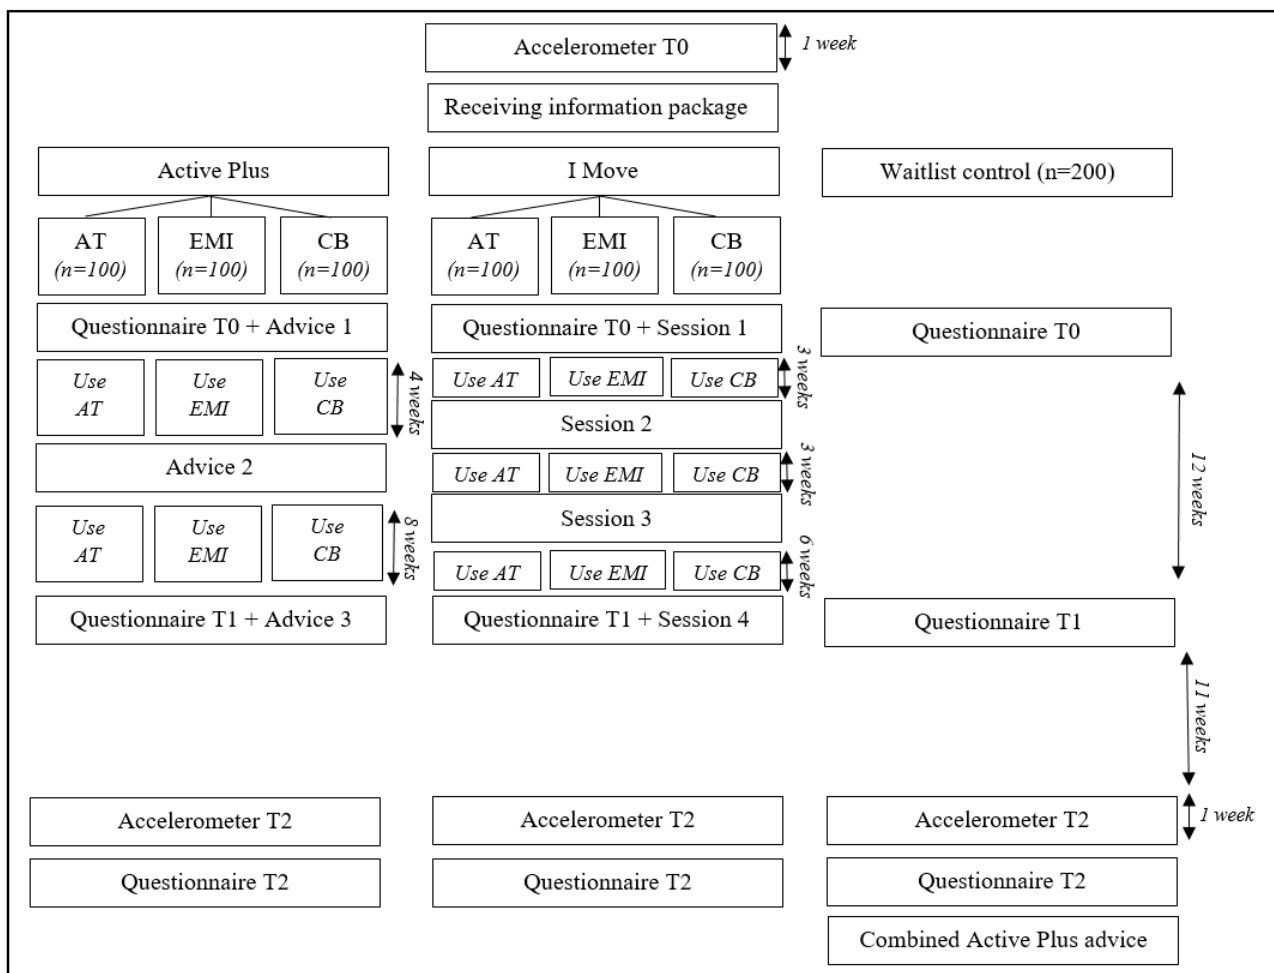 Accelerometer T0
1 week
Receiving information package
Active Plus
I Move
Waitlist control (n=200)
AT
(n=100)
EMI
(n=100)
CB
(n=100)
AT
(n=100)
EMI
(n=100)
CB
(n=100)
Questionnaire T0 + Advice 1
Questionnaire T0 + Session 1
Questionnaire T0
Use
AT
Use
EMI
Use
CB
4 weeks
Use AT
Use EMI
Use CB
3 weeks
Session 2
12 weeks
Advice 2
Use AT
Use EMI
Use CB
3 weeks
Session 3
Use
AT
Use
EMI
Use
CB
8 weeks
Use AT
Use EMI
Use CB
6 weeks
Questionnaire T1 + Advice 3
Questionnaire T1 + Session 4
Questionnaire T1
11 weeks
Accelerometer T2
Accelerometer T2
Accelerometer T2
1 week
Questionnaire T2
Questionnaire T2
Questionnaire T2
Combined Active Plus advice